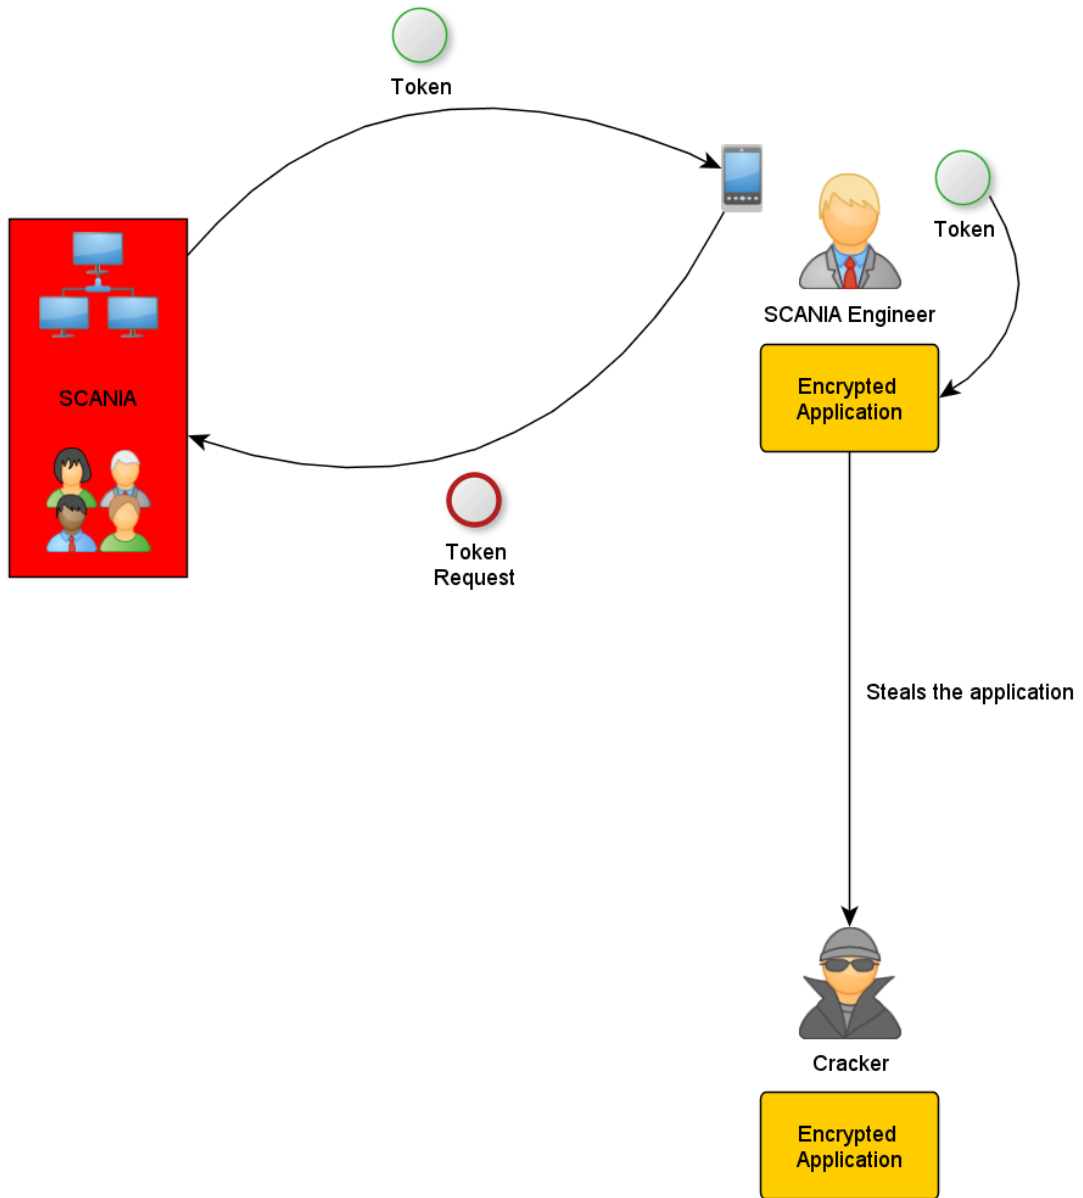 Token
Token
SCANIA Engineer
Encrypted
Application
SCANIA
Token
Request
Steals the application
Cracker
Encrypted
Application